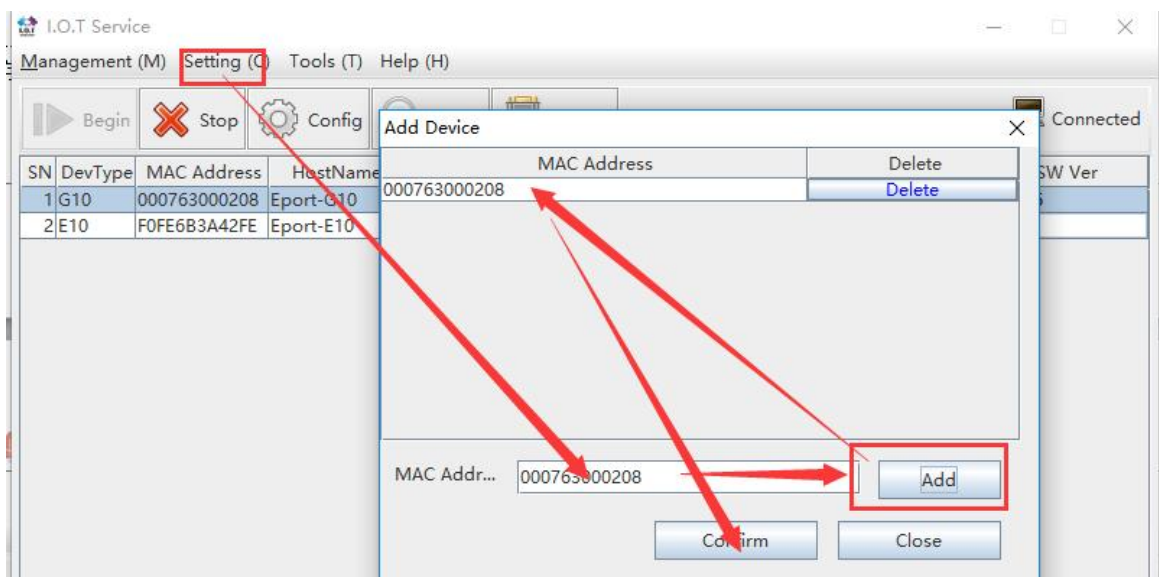 I.O.T Service
Management (M) Setting (C) Tools (T) Help (H)
Begin Stop Config Connected
Add Device
MAC Address Delete
000763000208 Delete
SN DevType MAC Address HostName SW Ver
1 G10 000763000208 Eport-G10
2 E10 F0FE6B3A42FE Eport-E10
MAC Addr... 000763000208 Add
Confirm Close